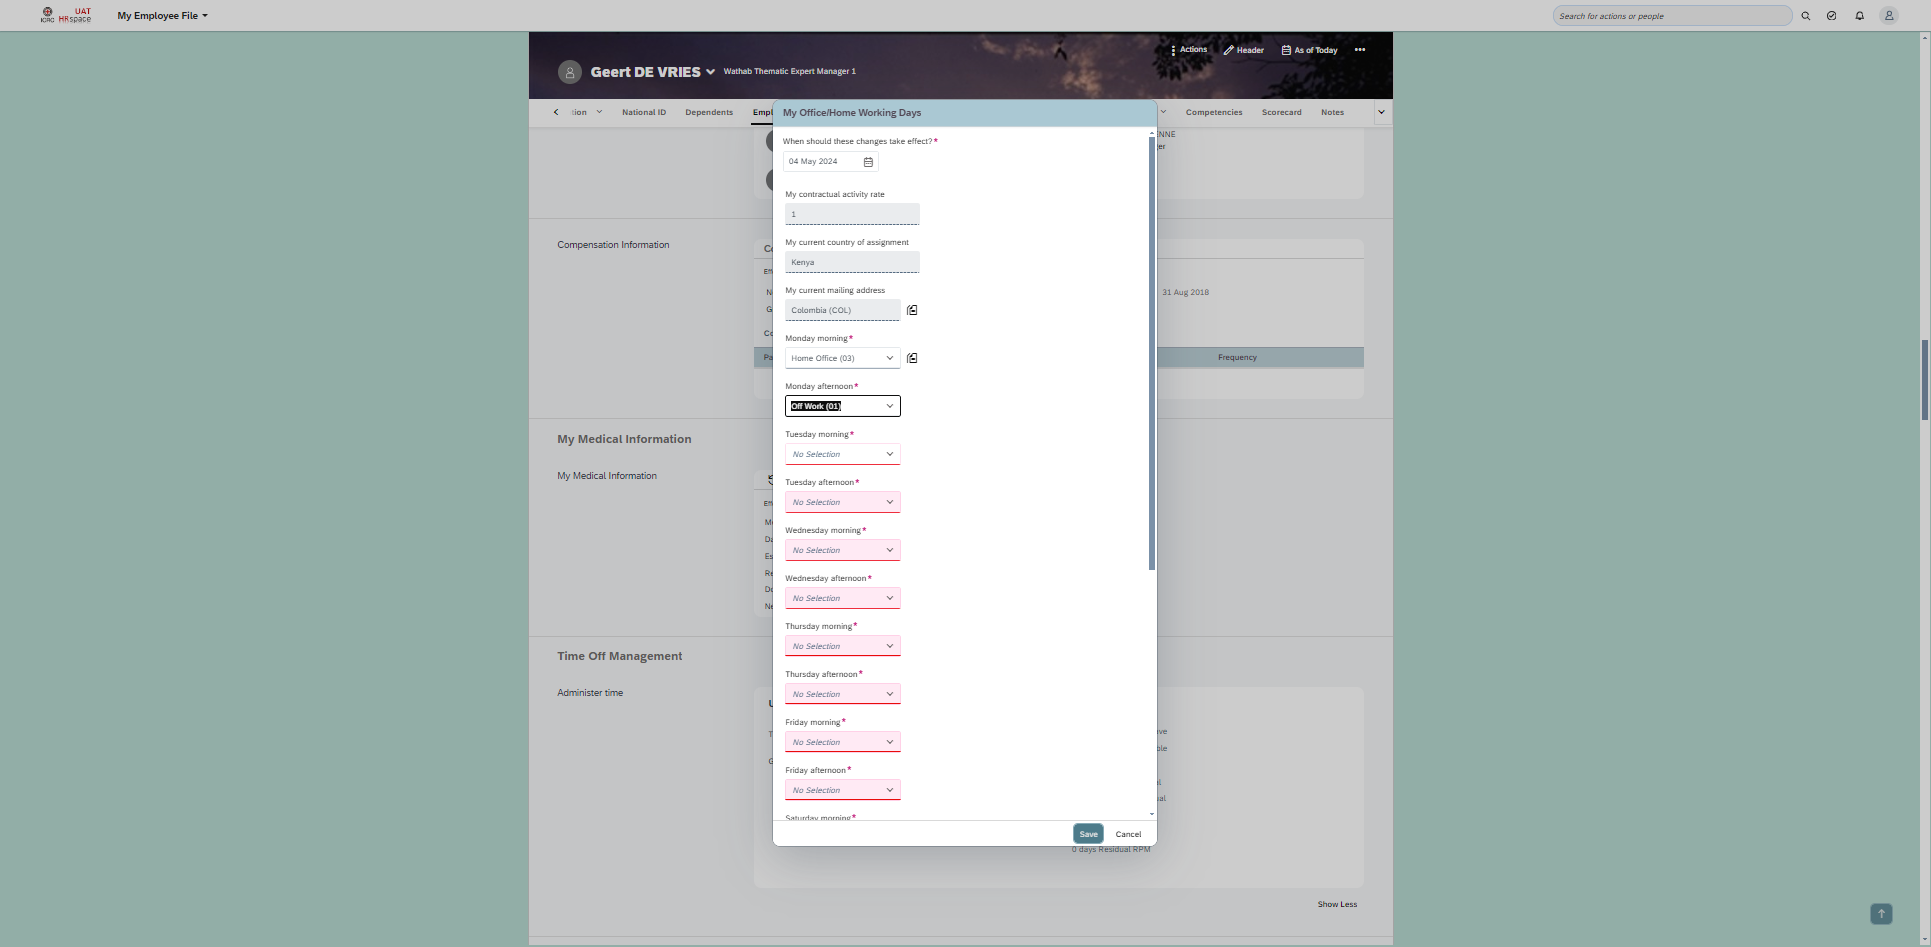 UAT
ICRC HRspace
My Employee File
Search for actions or people
Actions
Header
As of Today
Geert DE VRIES
Wathab Thematic Expert Manager 1
National ID
Dependents
Competencies
Scorecard
Notes
My Office/Home Working Days
When should these changes take effect?*
04 May 2024
My contractual activity rate
1
My current country of assignment
Kenya
My current mailing address
Colombia (COL)
Monday morning*
Home Office (03)
Monday afternoon*
Off Work (01)
Tuesday morning*
No Selection
Tuesday afternoon*
No Selection
Wednesday morning*
No Selection
Wednesday afternoon*
No Selection
Thursday morning*
No Selection
Thursday afternoon*
No Selection
Friday morning*
No Selection
Friday afternoon*
No Selection
Saturday morning*
Save
Cancel
Compensation Information
31 Aug 2018
Frequency
My Medical Information
My Medical Information
Time Off Management
Administer time
0 days Residual RPM
Show Less